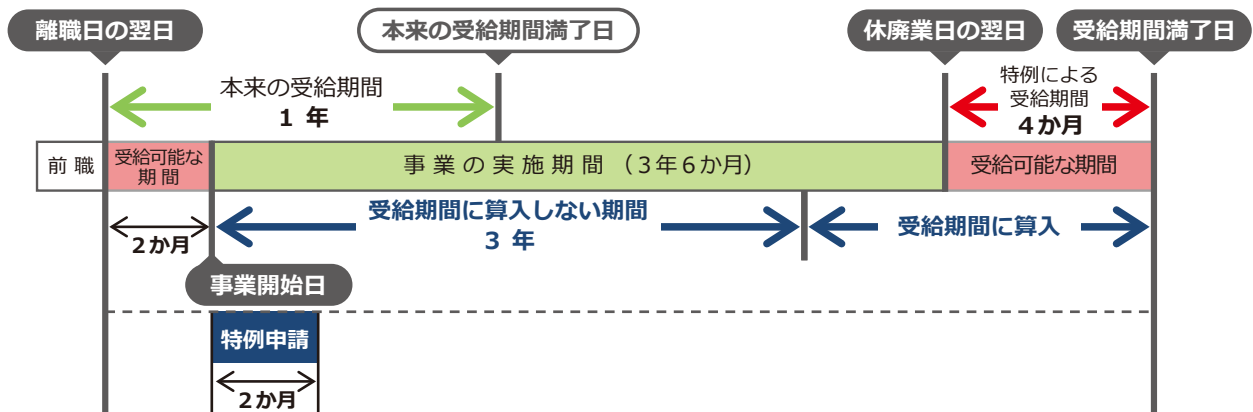 離職日の翌日
本来の受給期間満了日
休廃業日の翌日
受給期間満了日
本来の受給期間
1 年
特例による
受給期間
4か月
前 職
受給可能な
期 間
事 業 の 実 施 期 間 （3年6か月）
受給可能な期間
2か月
受給期間に算入しない期間
3 年
受給期間に算入
事業開始日
特例申請
2か月